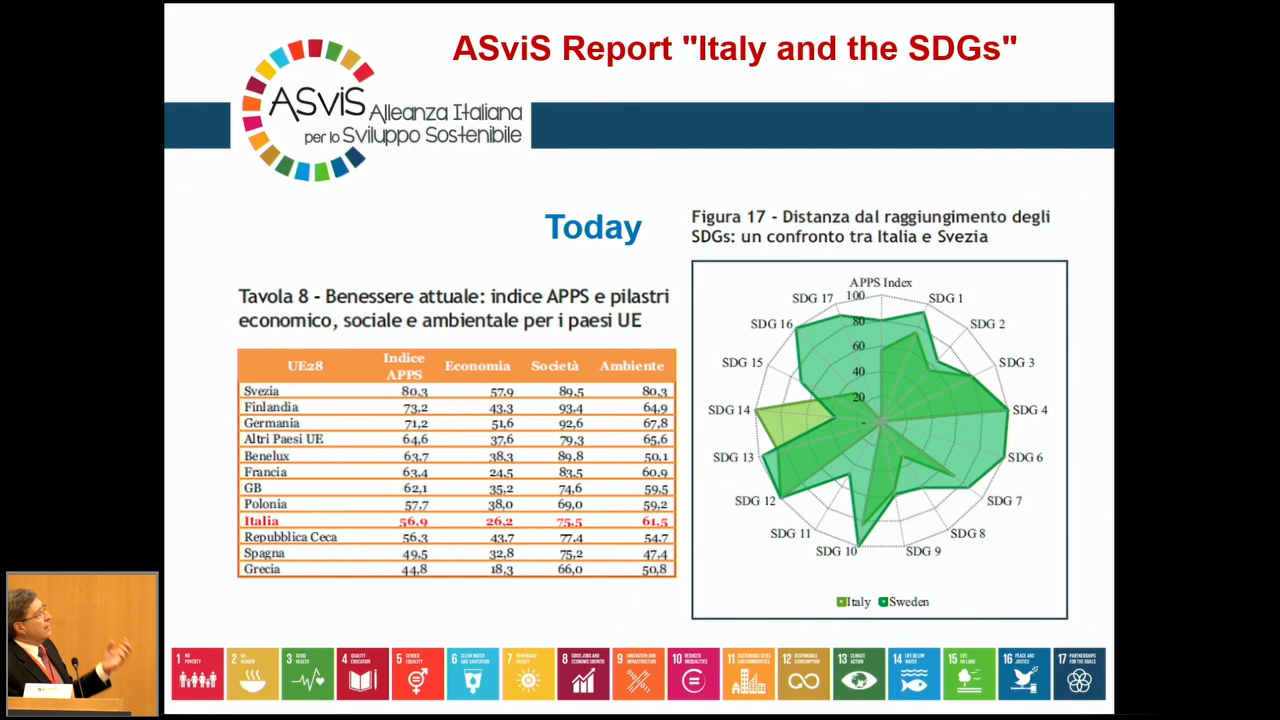 ASviS Report "Italy and the SDGs"
ASviS Alleanza Italiana
per lo Sviluppo Sostenibile
Today
Tavola 8 - Benessere attuale: indice APPS e pilastri
economico, sociale e ambientale per i paesi UE
UE28 Indice APPS Economia Società Ambiente
Svezia 80,3 57,9 89,5 80,3
Finlandia 73,2 43,3 93,4 64,9
Germania 71,2 51,6 92,6 67,8
Altri Paesi UE 64,6 37,6 79,3 65,6
Benelux 63,7 38,3 89,8 50,1
Francia 63,4 24,5 83,5 60,9
GB 62,1 35,2 74,6 59,5
Polonia 57,7 38,0 69,0 59,2
Italia 56,9 26,2 75,5 61,5
Repubblica Ceca 56,3 43,7 77,4 54,7
Spagna 49,5 32,8 75,2 47,4
Grecia 44,8 18,3 66,0 50,8
Figura 17 - Distanza dal raggiungimento degli
SDGs: un confronto tra Italia e Svezia
APPS Index
SDG 1
SDG 2
SDG 3
SDG 4
SDG 6
SDG 7
SDG 8
SDG 9
SDG 10
SDG 11
SDG 12
SDG 13
SDG 14
SDG 15
SDG 16
SDG 17
100
80
60
40
20
-
Italy Sweden
1 NO POVERTY
2 NO HUNGER
3 GOOD HEALTH
4 QUALITY EDUCATION
5 GENDER EQUALITY
6 CLEAN WATER AND SANITATION
7 RENEWABLE ENERGY
8 GOOD JOBS AND ECONOMIC GROWTH
9 INNOVATION AND INFRASTRUCTURE
10 REDUCED INEQUALITIES
11 SUSTAINABLE CITIES AND COMMUNITIES
12 RESPONSIBLE CONSUMPTION
13 CLIMATE ACTION
14 LIFE BELOW WATER
15 LIFE ON LAND
16 PEACE AND JUSTICE
17 PARTNERSHIPS FOR THE GOALS